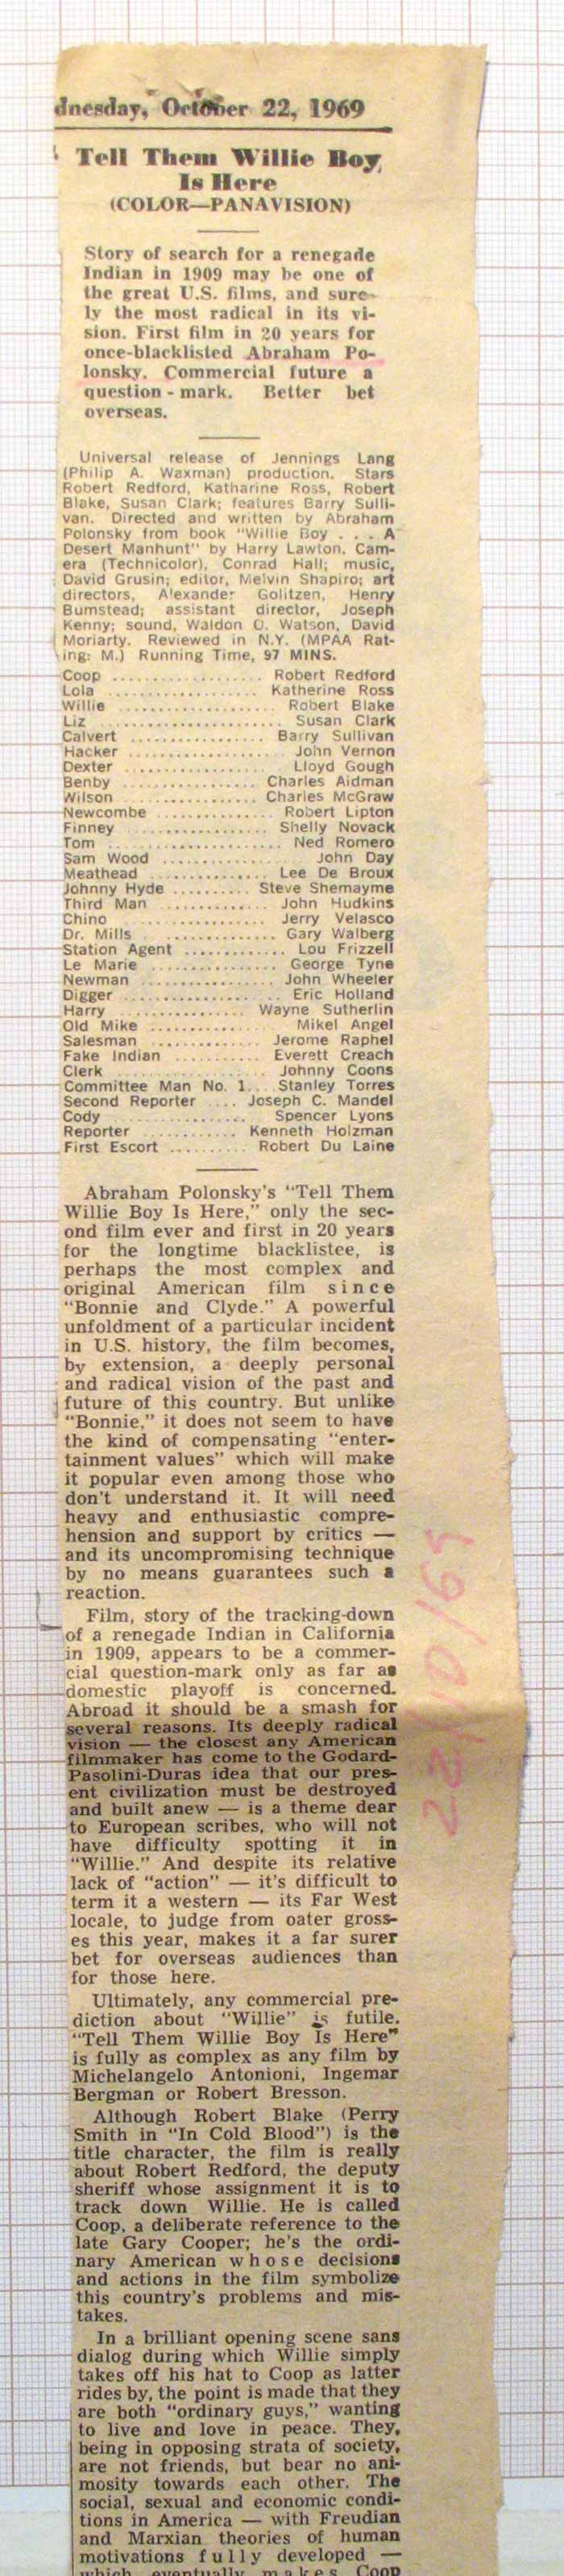 dnesday, October 22, 1969
Tell Them Willie Boy
Is Here
(COLOR—PANAVISION)
Story of search for a renegade
Indian in 1909 may be one of
the great U.S. films, and sure-
ly the most radical in its vi-
sion. First film in 20 years for
once-blacklisted Abraham Po-
lonsky. Commercial future a
question - mark. Better bet
overseas.
Universal release of Jennings Lang
(Philip A. Waxman) production. Stars
Robert Redford, Katharine Ross, Robert
Blake, Susan Clark; features Barry Sulli-
van. Directed and written by Abraham
Polonsky from book "Willie Boy . . . A
Desert Manhunt" by Harry Lawton. Cam-
era (Technicolor), Conrad Hall; music,
David Grusin; editor, Melvin Shapiro; art
directors, Alexander Golitzen, Henry
Bumstead; assistant director, Joseph
Kenny; sound, Waldon O. Watson, David
Moriarty. Reviewed in N.Y. (MPAA Rat-
ing: M.) Running Time, 97 MINS.
Coop .................. Robert Redford
Lola .................. Katherine Ross
Willie .................. Robert Blake
Liz .................. Susan Clark
Calvert .................. Barry Sullivan
Hacker .................. John Vernon
Dexter .................. Lloyd Gough
Benby .................. Charles Aidman
Wilson .................. Charles McGraw
Newcombe .................. Robert Lipton
Finney .................. Shelly Novack
Tom .................. Ned Romero
Sam Wood .................. John Day
Meathead .................. Lee De Broux
Johnny Hyde .......... Steve Shemayme
Third Man .............. John Hudkins
Chino .................. Jerry Velasco
Dr. Mills .................. Gary Walberg
Station Agent ............. Lou Frizzell
Le Marie ................ George Tyne
Newman .................. John Wheeler
Digger .................. Eric Holland
Harry .............. Wayne Sutherlin
Old Mike ................ Mikel Angel
Salesman .............. Jerome Raphel
Fake Indian ........... Everett Creach
Clerk .................. Johnny Coons
Committee Man No. 1... Stanley Torres
Second Reporter .... Joseph C. Mandel
Cody .................. Spencer Lyons
Reporter ........... Kenneth Holzman
First Escort .......... Robert Du Laine
Abraham Polonsky's "Tell Them
Willie Boy Is Here," only the sec-
ond film ever and first in 20 years
for the longtime blacklistee, is
perhaps the most complex and
original American film since
"Bonnie and Clyde." A powerful
unfoldment of a particular incident
in U.S. history, the film becomes,
by extension, a deeply personal
and radical vision of the past and
future of this country. But unlike
"Bonnie," it does not seem to have
the kind of compensating "enter-
tainment values" which will make
it popular even among those who
don't understand it. It will need
heavy and enthusiastic compre-
hension and support by critics —
and its uncompromising technique
by no means guarantees such a
reaction.
Film, story of the tracking-down
of a renegade Indian in California
in 1909, appears to be a commer-
cial question-mark only as far as
domestic playoff is concerned.
Abroad it should be a smash for
several reasons. Its deeply radical
vision — the closest any American
filmmaker has come to the Godard-
Pasolini-Duras idea that our pres-
ent civilization must be destroyed
and built anew — is a theme dear
to European scribes, who will not
have difficulty spotting it in
"Willie." And despite its relative
lack of "action" — it's difficult to
term it a western — its Far West
locale, to judge from oater gross-
es this year, makes it a far surer
bet for overseas audiences than
for those here.
Ultimately, any commercial pre-
diction about "Willie" is futile.
"Tell Them Willie Boy Is Here"
is fully as complex as any film by
Michelangelo Antonioni, Ingemar
Bergman or Robert Bresson.
Although Robert Blake (Perry
Smith in "In Cold Blood") is the
title character, the film is really
about Robert Redford, the deputy
sheriff whose assignment it is to
track down Willie. He is called
Coop, a deliberate reference to the
late Gary Cooper; he's the ordi-
nary American whose decisions
and actions in the film symbolize
this country's problems and mis-
takes.
In a brilliant opening scene sans
dialog during which Willie simply
takes off his hat to Coop as latter
rides by, the point is made that they
are both "ordinary guys," wanting
to live and love in peace. They,
being in opposing strata of society,
are not friends, but bear no ani-
mosity towards each other. The
social, sexual and economic condi-
tions in America — with Freudian
and Marxian theories of human
motivations fully developed —
which eventually makes Coop
22/10/69